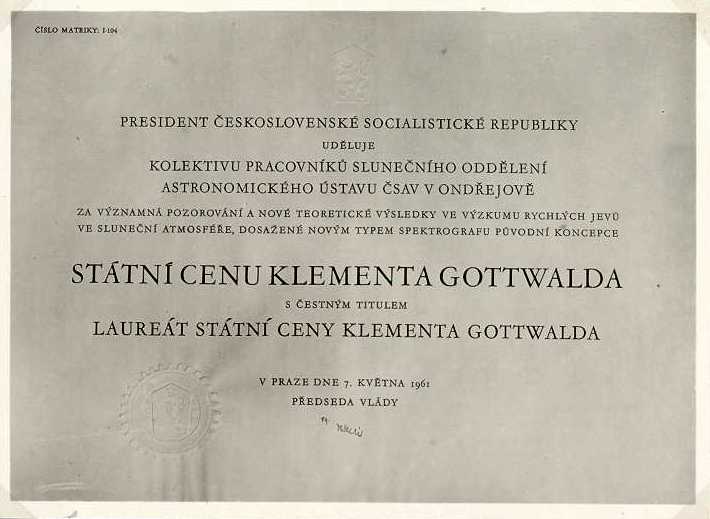 ČÍSLO MATRIKY: I-104
PRESIDENT ČESKOSLOVENSKÉ SOCIALISTICKÉ REPUBLIKY
UDĚLUJE
KOLEKTIVU PRACOVNÍKŮ SLUNEČNÍHO ODDĚLENÍ
ASTRONOMICKÉHO ÚSTAVU ČSAV V ONDŘEJOVĚ
ZA VÝZNAMNÁ POZOROVÁNÍ A NOVÉ TEORETICKÉ VÝSLEDKY VE VÝZKUMU RYCHLÝCH JEVŮ
VE SLUNEČNÍ ATMOSFÉŘE, DOSAŽENÉ NOVÝM TYPEM SPEKTROGRAFU PŮVODNÍ KONCEPCE
STÁTNÍ CENU KLEMENTA GOTTWALDA
S ČESTNÝM TITULEM
LAUREÁT STÁTNÍ CENY KLEMENTA GOTTWALDA
V PRAZE DNE 7. KVĚTNA 1961
PŘEDSEDA VLÁDY